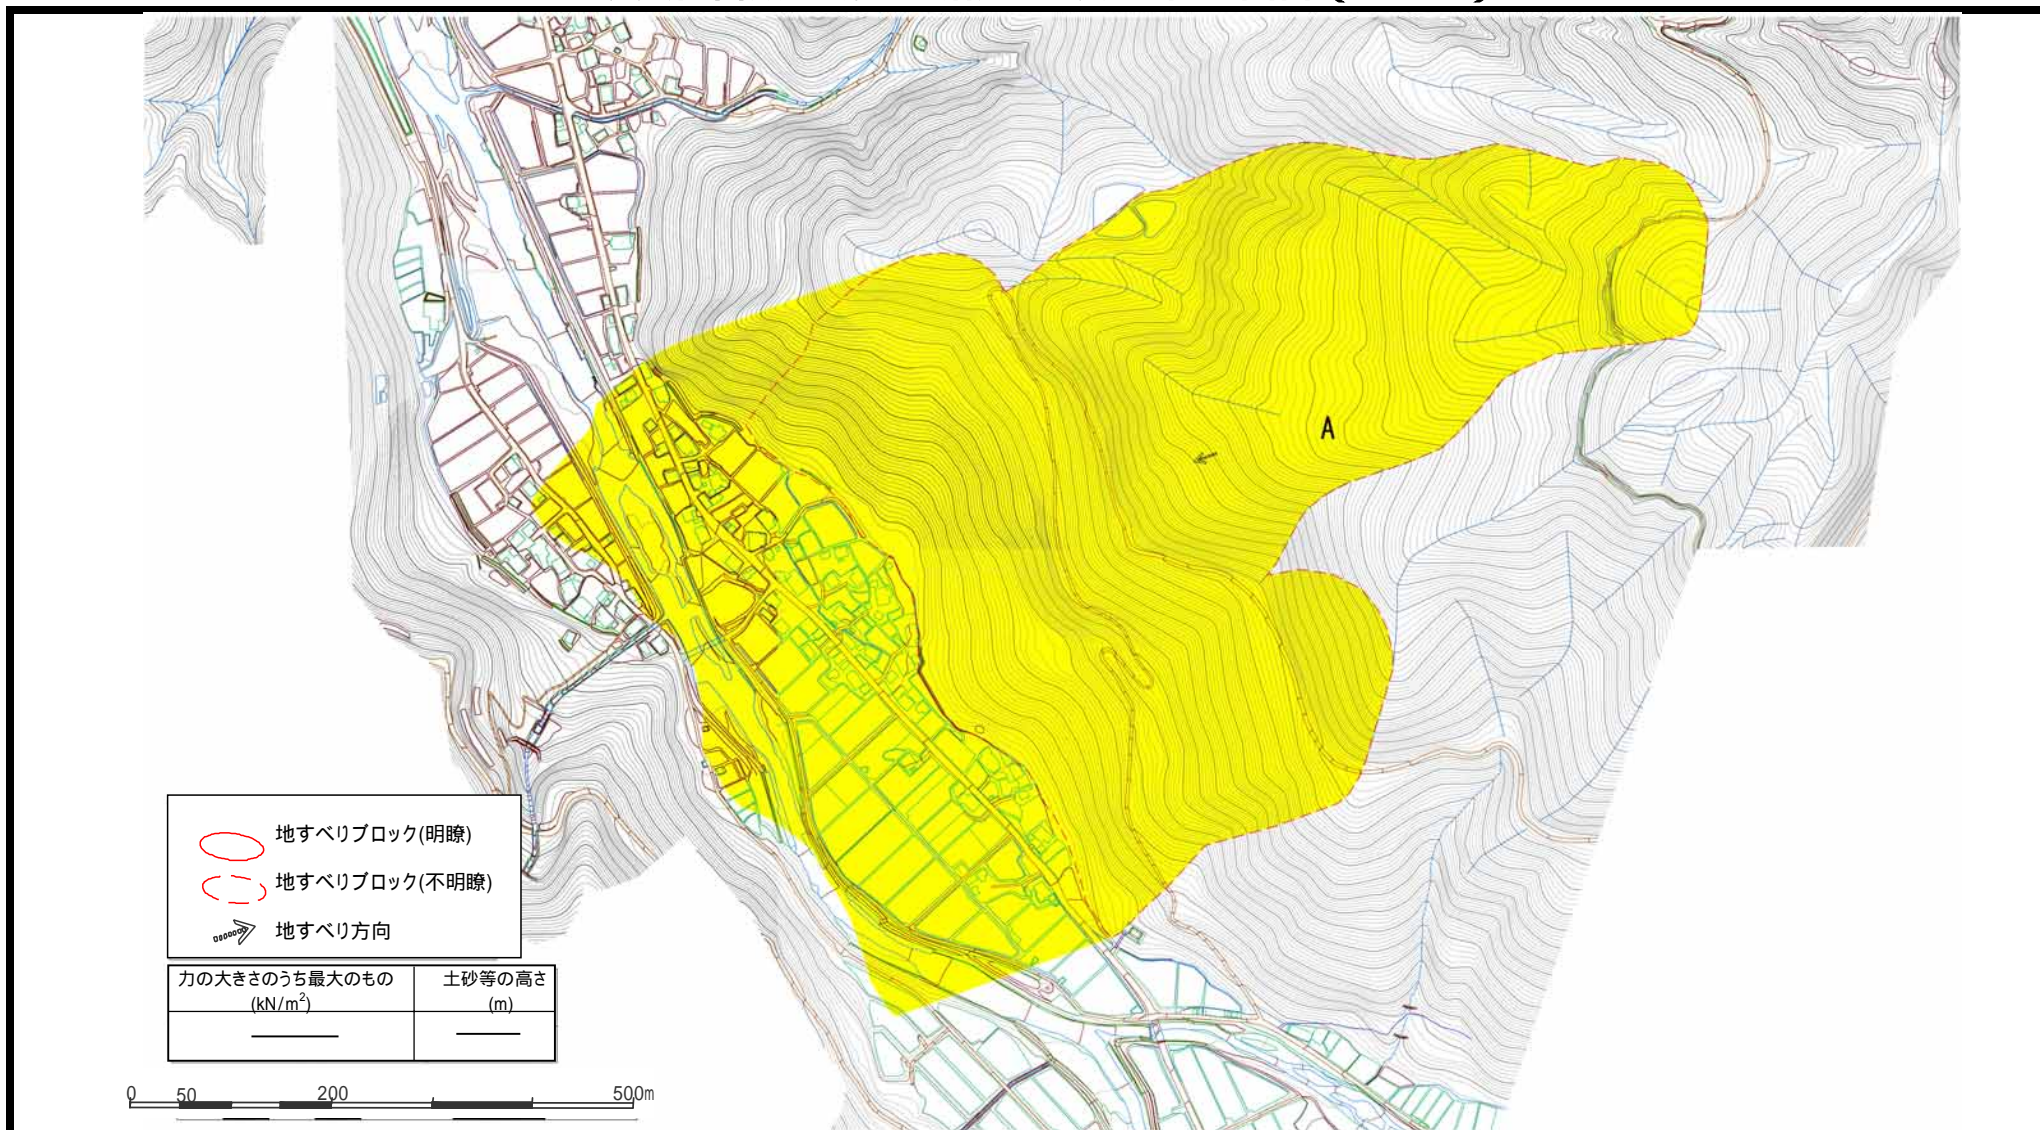 A
地すべりブロック(明瞭)
地すべりブロック(不明瞭)
地すべり方向
力の大きさのうち最大のもの
(kN/m²)
土砂等の高さ
(m)
0 50 200 500m